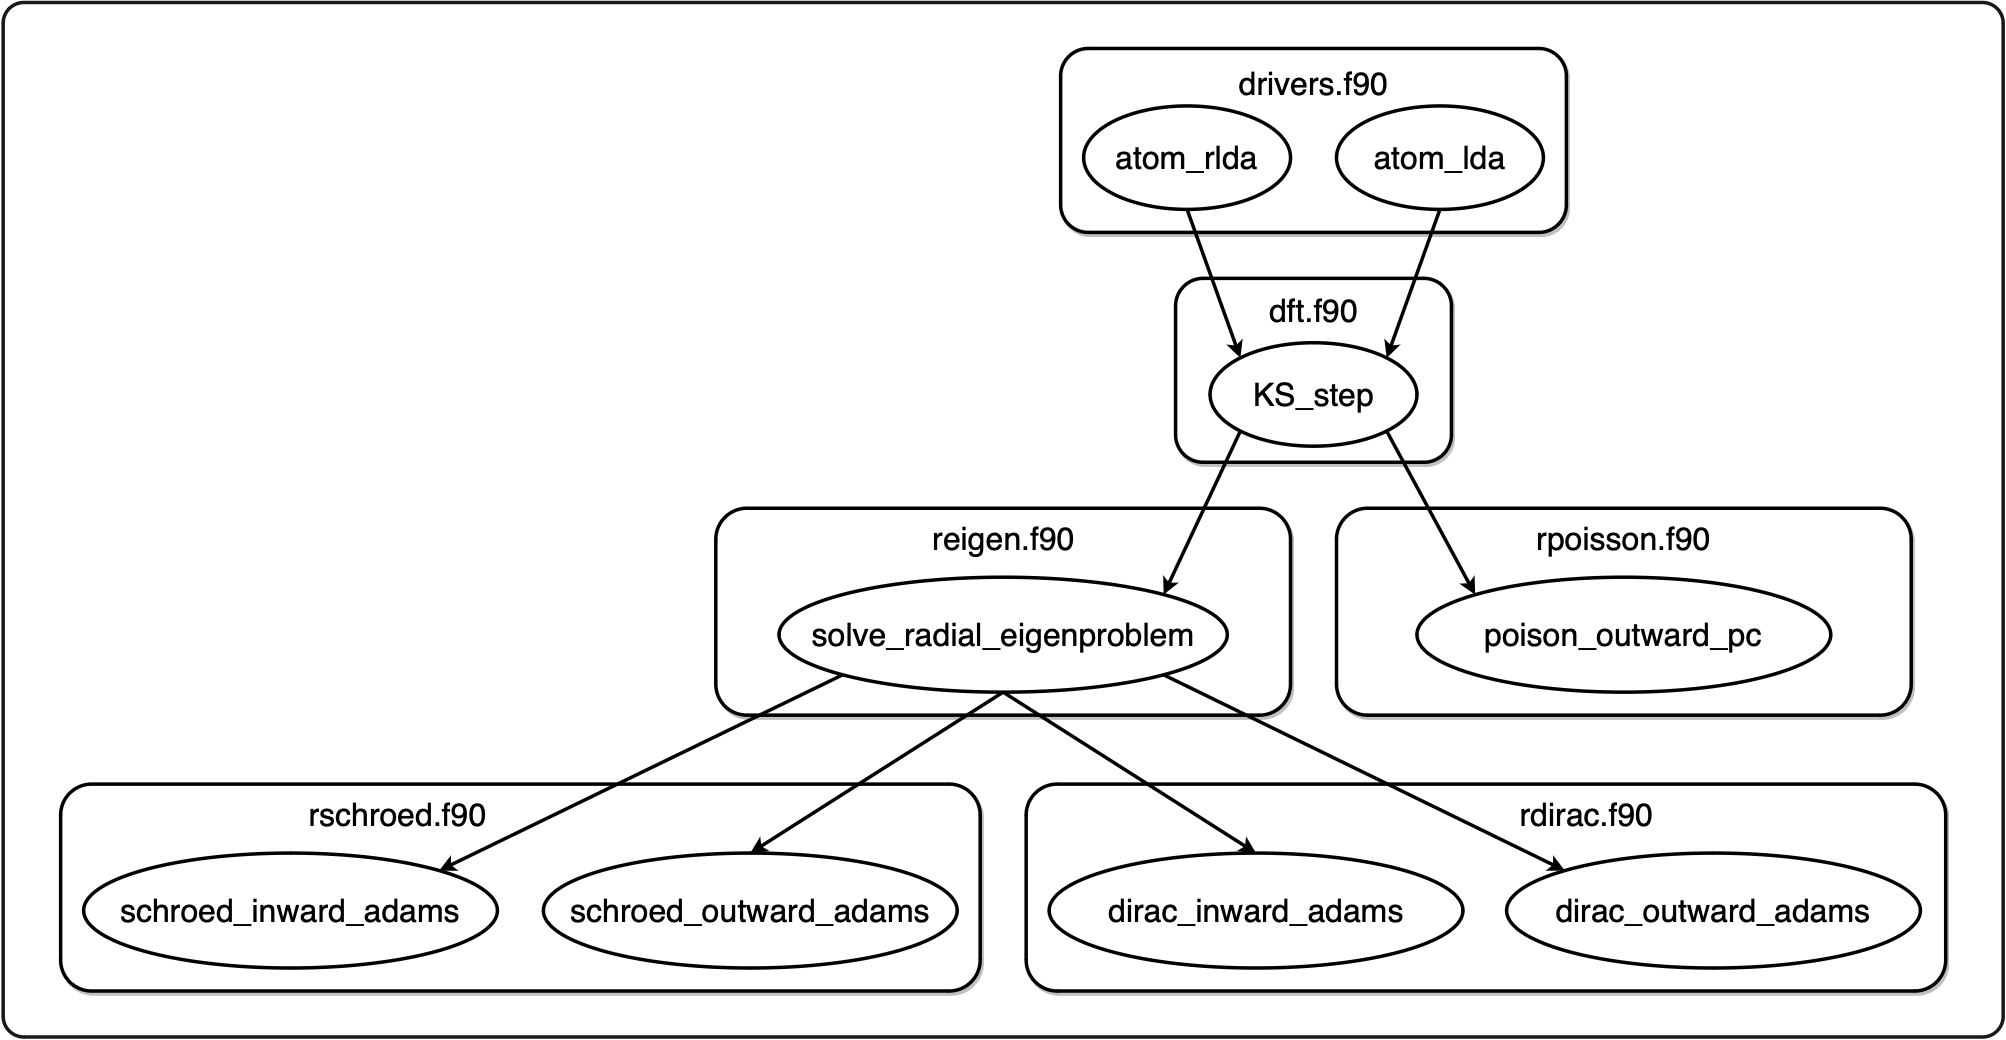 drivers.f90
atom_rlda
atom_lda
dft.f90
KS_step
reigen.f90
rpoisson.f90
solve_radial_eigenproblem
poison_outward_pc
rschroed.f90
rdirac.f90
schroed_inward_adams
schroed_outward_adams
dirac_inward_adams
dirac_outward_adams